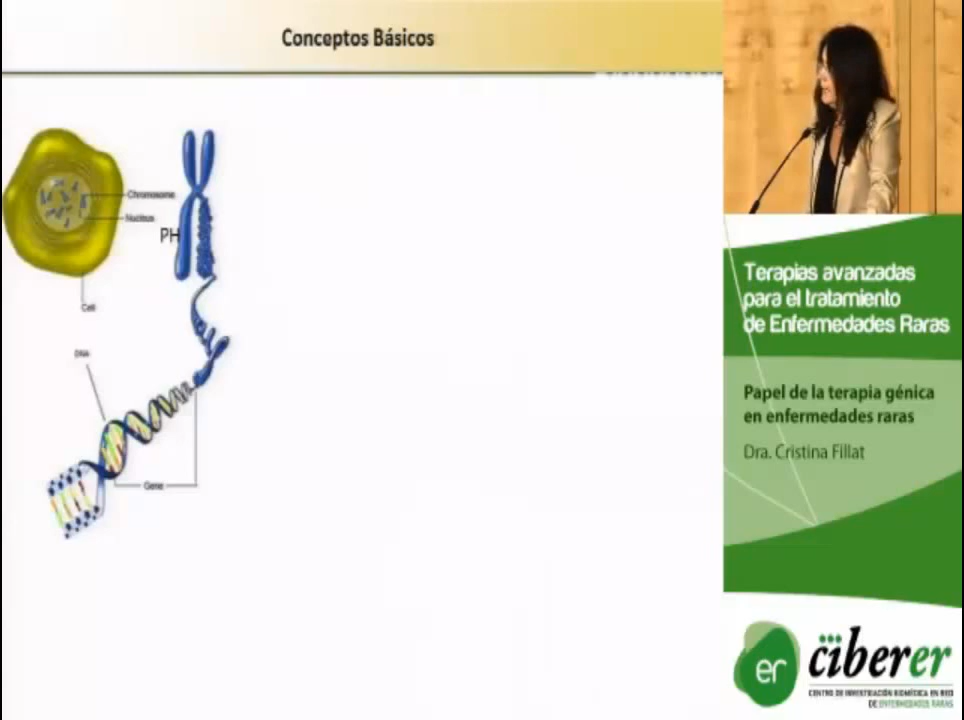 Conceptos Básicos
Chromosome
Nucleus
PH
Cell
DNA
Gene
Terapias avanzadas
para el tratamiento
de Enfermedades Raras
Papel de la terapia génica
en enfermedades raras
Dra. Cristina Fillat
er
ciberer
CENTRO DE INVESTIGACIÓN BIOMÉDICA EN RED
DE ENFERMEDADES RARAS